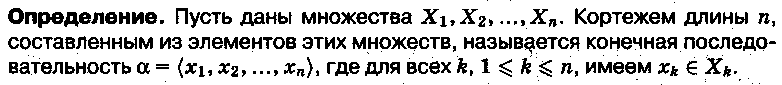 Определение. Пусть даны множества X₁, X₂, ..., Xₙ. Кортежем длины n,
составленным из элементов этих множеств, называется конечная последо-
вательность α = ⟨x₁, x₂, ..., xₙ⟩, где для всех k, 1 ⩽ k ⩽ n, имеем xₖ ∈ Xₖ.